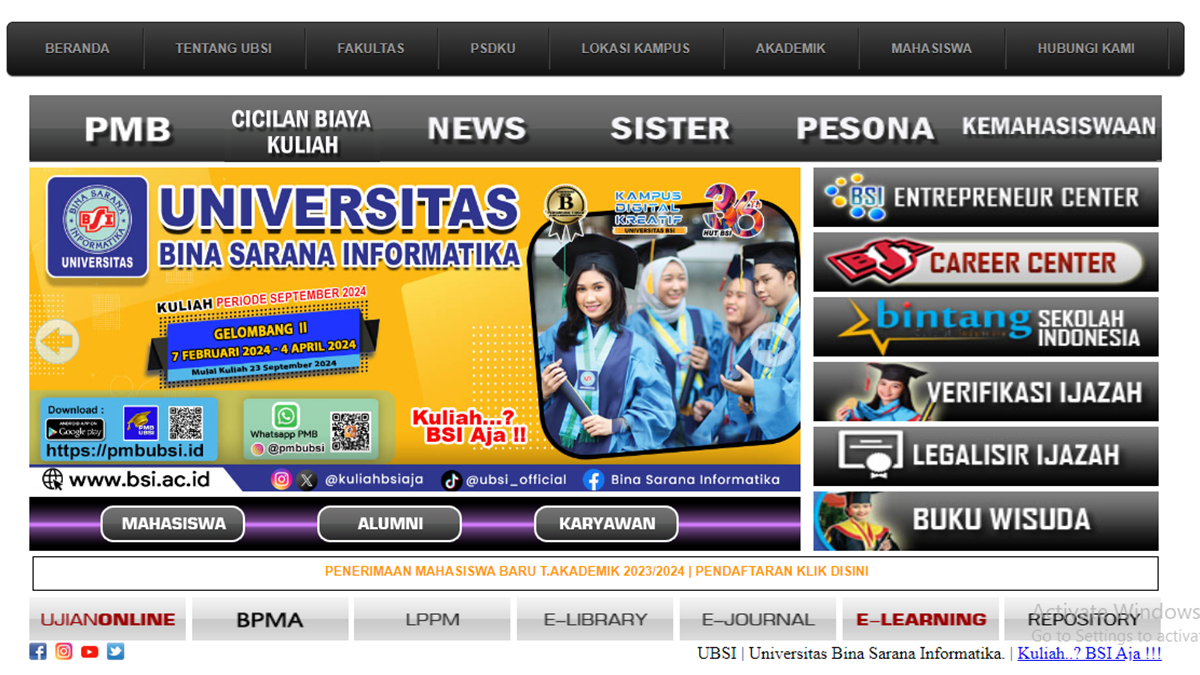 BERANDA
TENTANG UBSI
FAKULTAS
PSDKU
LOKASI KAMPUS
AKADEMIK
MAHASISWA
HUBUNGI KAMI
PMB
CICILAN BIAYA
KULIAH
NEWS
SISTER
PESONA
KEMAHASISWAAN
BINA SARANA
BSI
INFORMATIKA
UNIVERSITAS
UNIVERSITAS
BINA SARANA INFORMATIKA
B
KAMPUS
DIGITAL
KREATIF
UNIVERSITAS BSI
36
HUT BSI
KULIAH PERIODE SEPTEMBER 2024
GELOMBANG II
7 FEBRUARI 2024 - 4 APRIL 2024
Mulai Kuliah 23 September 2024
Download :
ANDROID APP ON
Google play
PMB
UBSI
https://pmbubsi.id
Whatsapp PMB
@pmbubsi
Kuliah...?
BSI Aja !!
www.bsi.ac.id
@kuliahbsiaja
@ubsi_official
Bina Sarana Informatika
BSI ENTREPRENEUR CENTER
BSI CAREER CENTER
bintang SEKOLAH
INDONESIA
VERIFIKASI IJAZAH
LEGALISIR IJAZAH
BUKU WISUDA
MAHASISWA
ALUMNI
KARYAWAN
PENERIMAAN MAHASISWA BARU T.AKADEMIK 2023/2024 | PENDAFTARAN KLIK DISINI
UJIANONLINE
BPMA
LPPM
E-LIBRARY
E-JOURNAL
E-LEARNING
REPOSITORY
Activate Windows
Go to Settings to activa
UBSI | Universitas Bina Sarana Informatika. | Kuliah..? BSI Aja !!!